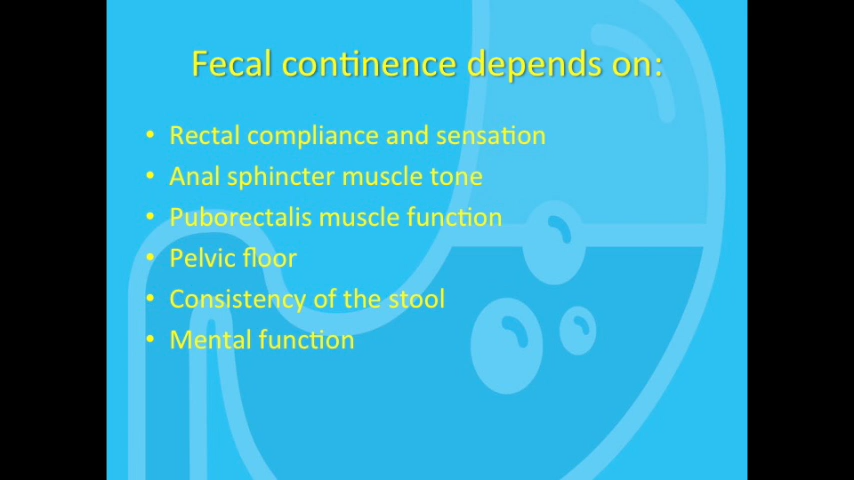 Fecal continence depends on:
• Rectal compliance and sensation
• Anal sphincter muscle tone
• Puborectalis muscle function
• Pelvic floor
• Consistency of the stool
• Mental function